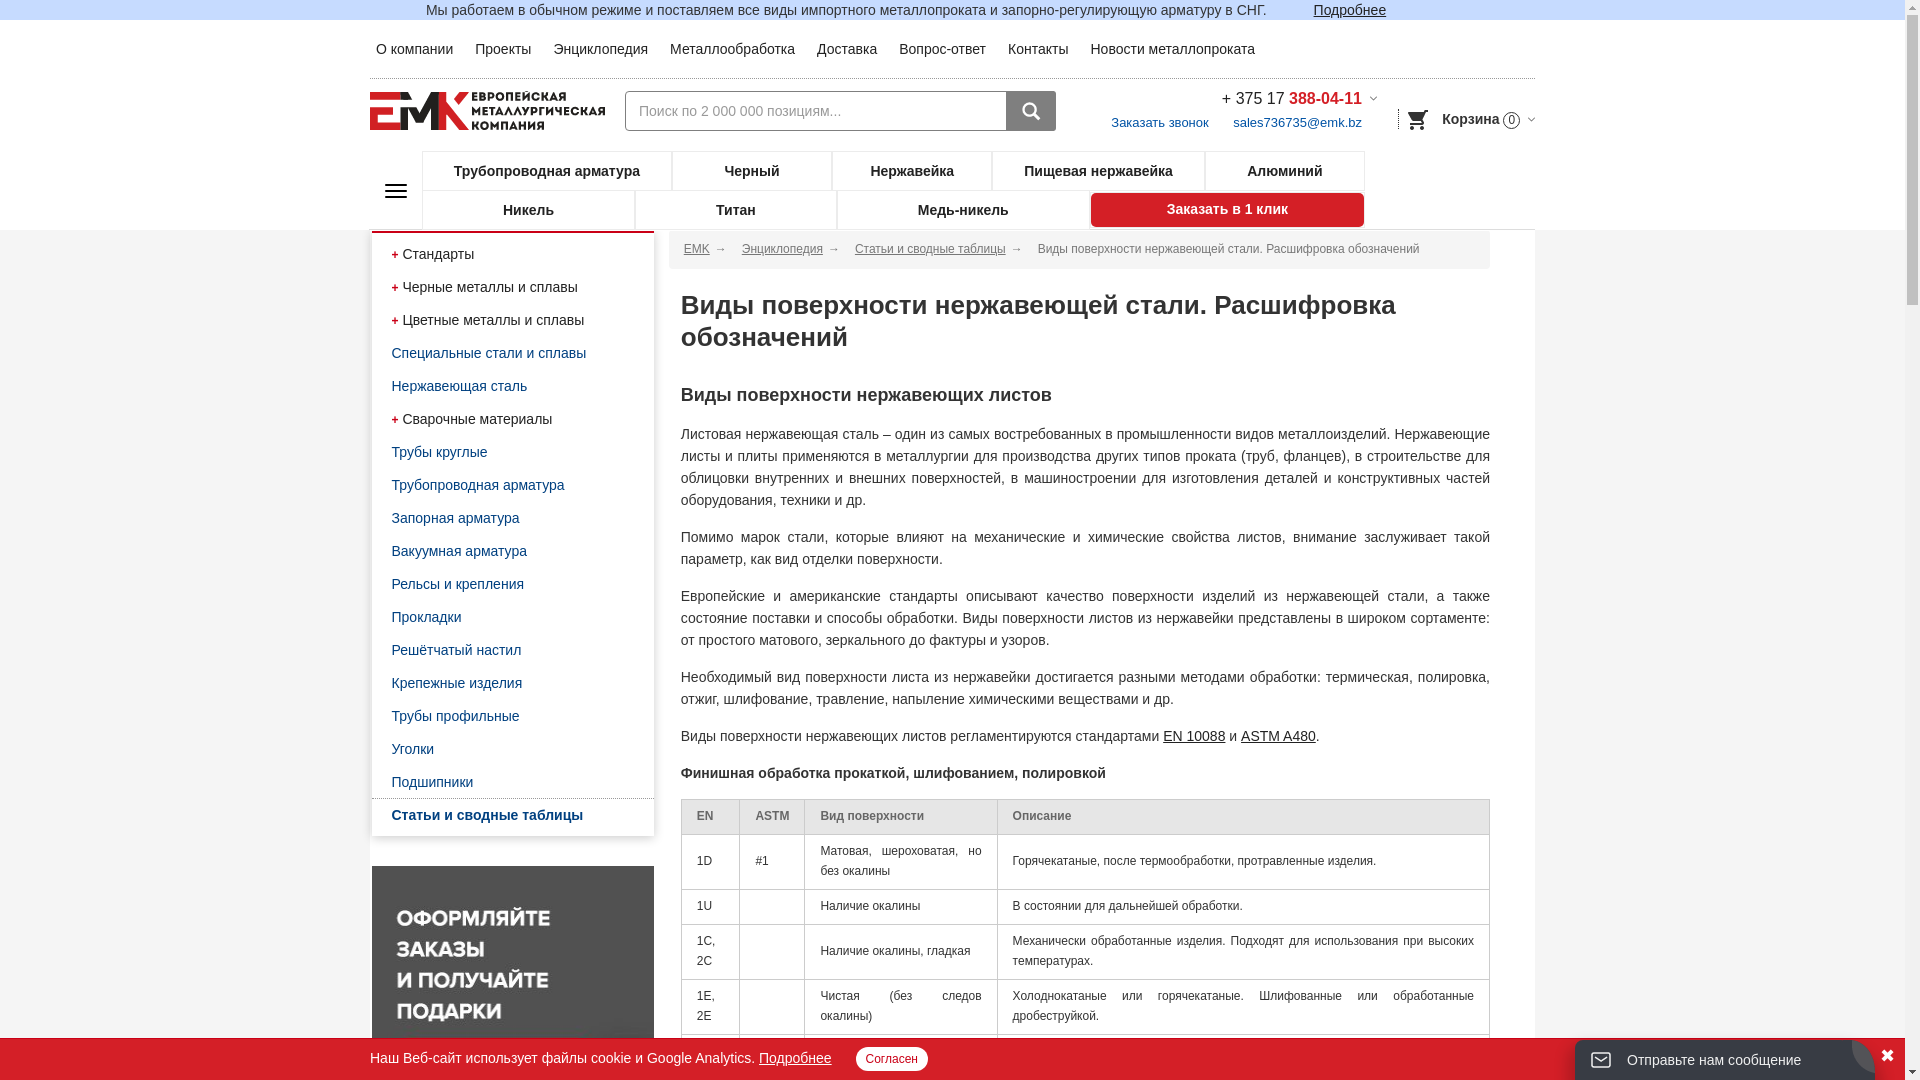 Мы работаем в обычном режиме и поставляем все виды импортного металлопроката и запорно-регулирующую арматуру в СНГ. Подробнее
О компании Проекты Энциклопедия Металлообработка Доставка Вопрос-ответ Контакты Новости металлопроката
EMK ЕВРОПЕЙСКАЯ
МЕТАЛЛУРГИЧЕСКАЯ
КОМПАНИЯ
Поиск по 2 000 000 позициям...
+ 375 17 388-04-11
Заказать звонок sales736735@emk.bz
Корзина 0
Трубопроводная арматура Черный Нержавейка Пищевая нержавейка Алюминий
Никель Титан Медь-никель Заказать в 1 клик
+ Стандарты
+ Черные металлы и сплавы
+ Цветные металлы и сплавы
Специальные стали и сплавы
Нержавеющая сталь
+ Сварочные материалы
Трубы круглые
Трубопроводная арматура
Запорная арматура
Вакуумная арматура
Рельсы и крепления
Прокладки
Решётчатый настил
Крепежные изделия
Трубы профильные
Уголки
Подшипники
Статьи и сводные таблицы
ОФОРМЛЯЙТЕ
ЗАКАЗЫ
И ПОЛУЧАЙТЕ
ПОДАРКИ
EMK → Энциклопедия → Статьи и сводные таблицы → Виды поверхности нержавеющей стали. Расшифровка обозначений
Виды поверхности нержавеющей стали. Расшифровка
обозначений
Виды поверхности нержавеющих листов
Листовая нержавеющая сталь – один из самых востребованных в промышленности видов металлоизделий. Нержавеющие
листы и плиты применяются в металлургии для производства других типов проката (труб, фланцев), в строительстве для
облицовки внутренних и внешних поверхностей, в машиностроении для изготовления деталей и конструктивных частей
оборудования, техники и др.
Помимо марок стали, которые влияют на механические и химические свойства листов, внимание заслуживает такой
параметр, как вид отделки поверхности.
Европейские и американские стандарты описывают качество поверхности изделий из нержавеющей стали, а также
состояние поставки и способы обработки. Виды поверхности листов из нержавейки представлены в широком сортаменте:
от простого матового, зеркального до фактуры и узоров.
Необходимый вид поверхности листа из нержавейки достигается разными методами обработки: термическая, полировка,
отжиг, шлифование, травление, напыление химическими веществами и др.
Виды поверхности нержавеющих листов регламентируются стандартами EN 10088 и ASTM A480.
Финишная обработка прокаткой, шлифованием, полировкой
EN ASTM Вид поверхности Описание
1D #1 Матовая, шероховатая, но
без окалины Горячекатаные, после термообработки, протравленные изделия.
1U Наличие окалины В состоянии для дальнейшей обработки.
1C,
2C Наличие окалины, гладкая Механически обработанные изделия. Подходят для использования при высоких
температурах.
1E,
2E Чистая (без следов
окалины) Холоднокатаные или горячекатаные. Шлифованные или обработанные
дробеструйкой.
Наш Веб-сайт использует файлы cookie и Google Analytics. Подробнее Согласен
Отправьте нам сообщение